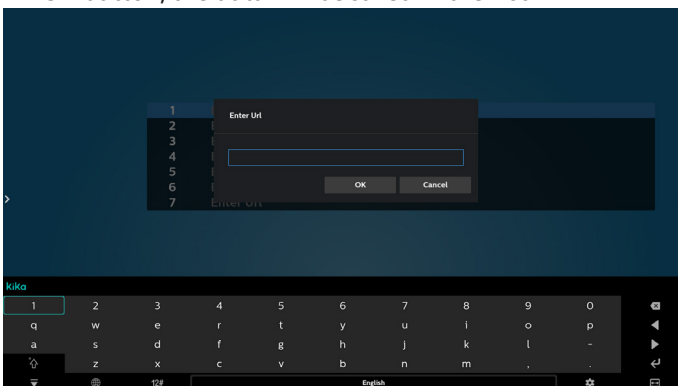 1
2
3
4
5
6
7 Enter Url
Enter Url
OK Cancel
kika
1 2 3 4 5 6 7 8 9 0
q w e r t y u i o p
a s d f g h j k l -
z x c v b n m , .
12# English